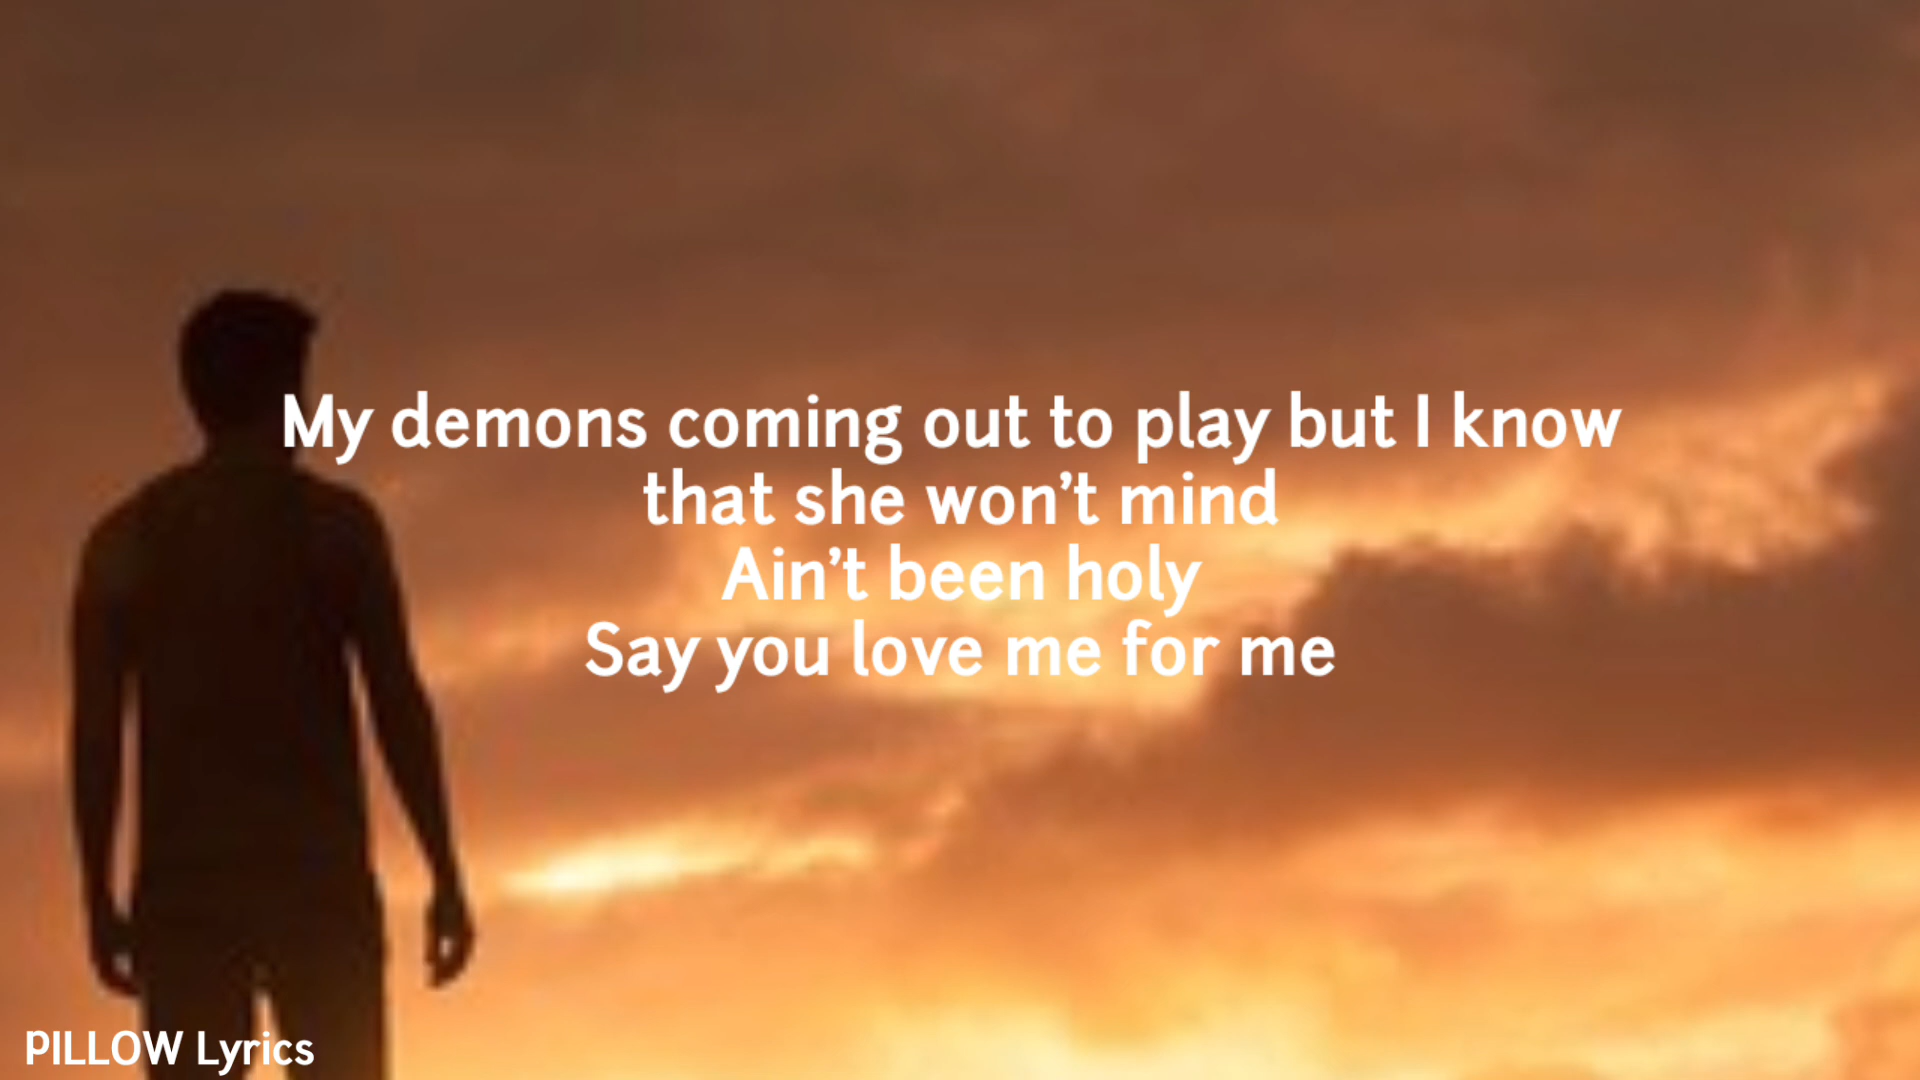 My demons coming out to play but I know
that she won't mind
Ain't been holy
Say you love me for me
PILLOW Lyrics